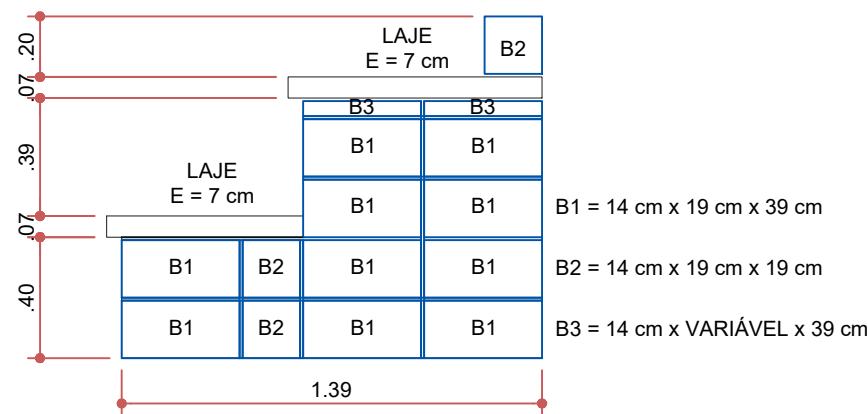 .20
LAJE
E = 7 cm
B2
.07
B3 B3
B1 B1
.39
LAJE
E = 7 cm
B1 B1
B1 = 14 cm x 19 cm x 39 cm
.07
B1 B2 B1 B1
B2 = 14 cm x 19 cm x 19 cm
.40
B1 B2 B1 B1
B3 = 14 cm x VARIÁVEL x 39 cm
1.39